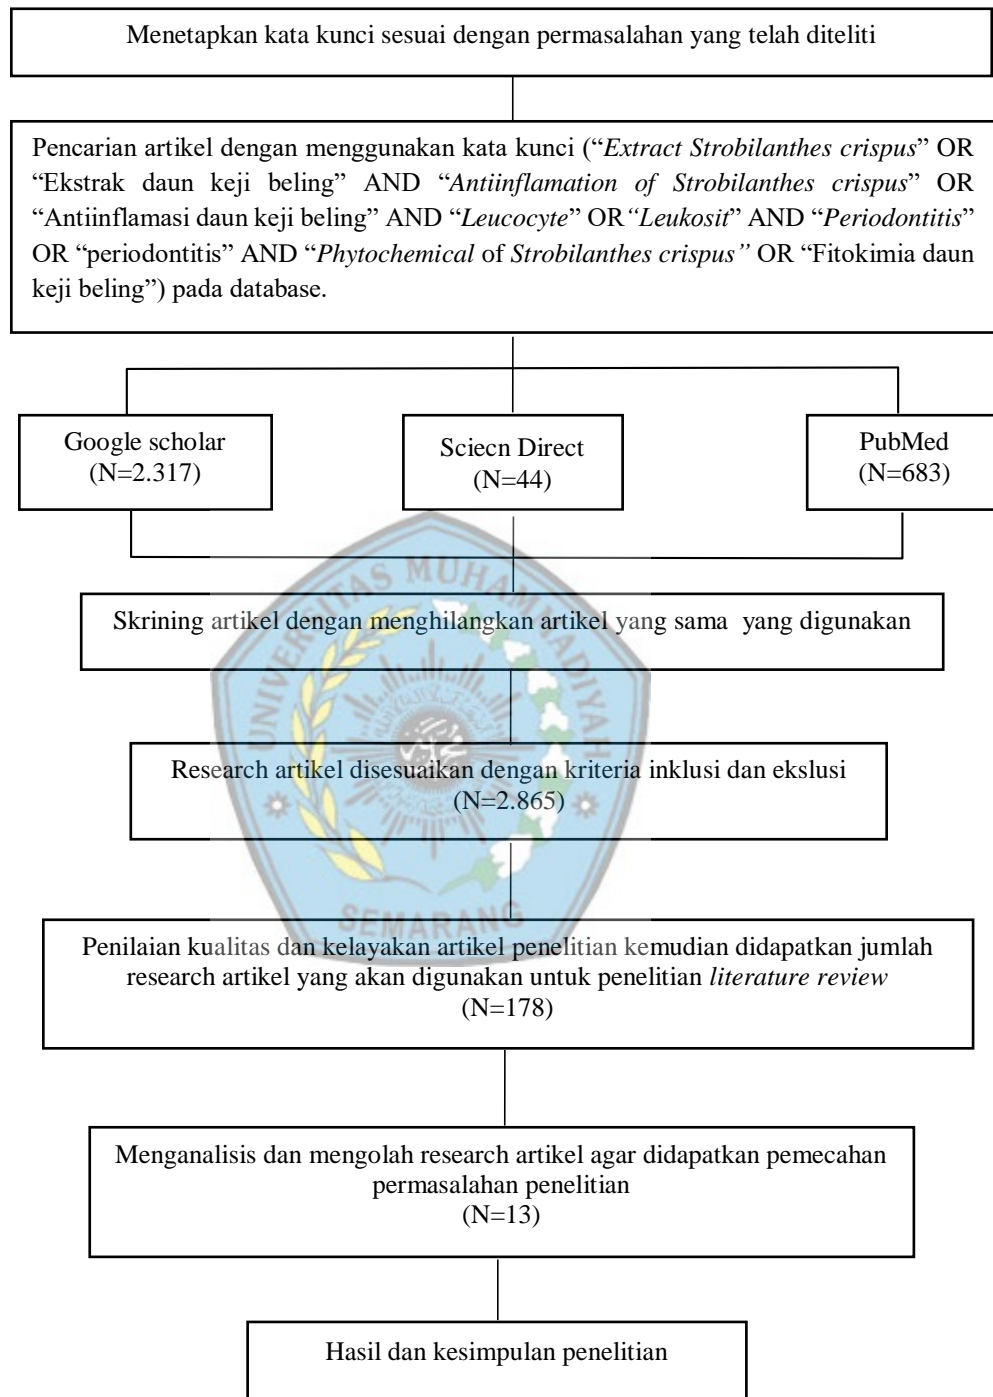 Menetapkan kata kunci sesuai dengan permasalahan yang telah diteliti
Pencarian artikel dengan menggunakan kata kunci (“Extract Strobilanthes crispus” OR
“Ekstrak daun keji beling” AND “Antiinflamation of Strobilanthes crispus” OR
“Antiinflamasi daun keji beling” AND “Leucocyte” OR “Leukosit” AND “Periodontitis”
OR “periodontitis” AND “Phytochemical of Strobilanthes crispus” OR “Fitokimia daun
keji beling”) pada database.
Google scholar
(N=2.317)
Sciecn Direct
(N=44)
PubMed
(N=683)
Skrining artikel dengan menghilangkan artikel yang sama yang digunakan
Research artikel disesuaikan dengan kriteria inklusi dan ekslusi
(N=2.865)
Penilaian kualitas dan kelayakan artikel penelitian kemudian didapatkan jumlah
research artikel yang akan digunakan untuk penelitian literature review
(N=178)
Menganalisis dan mengolah research artikel agar didapatkan pemecahan
permasalahan penelitian
(N=13)
Hasil dan kesimpulan penelitian
UNIVERSITAS MUHAMMADIYAH
SEMARANG